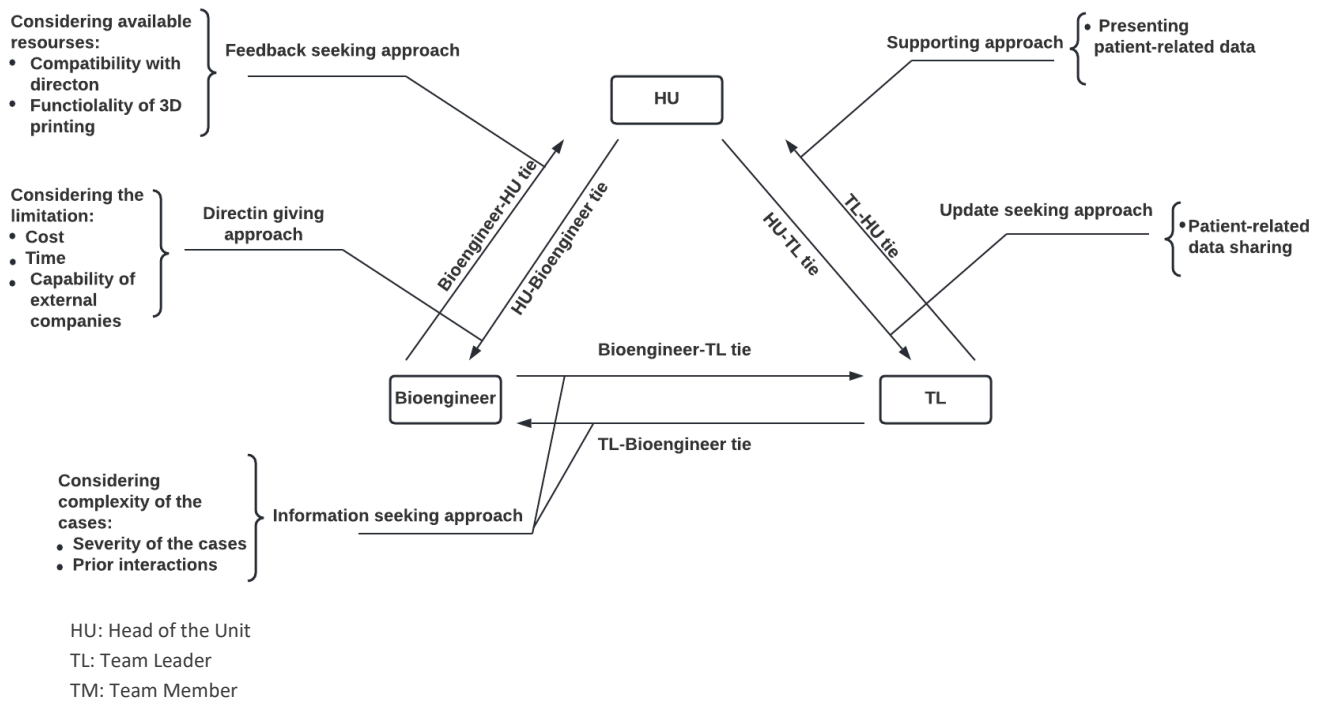 Considering available
resourses:
• Compatibility with
directon
• Functiolality of 3D
printing
Feedback seeking approach
HU
Supporting approach
• Presenting
patient-related data
Considering the
limitation:
• Cost
• Time
• Capability of
external
companies
Directin giving
approach
Bioengineer-HU tie
HU-Bioengineer tie
HU-TL tie
TL-HU tie
Update seeking approach
• Patient-related
data sharing
Bioengineer-TL tie
Bioengineer
TL
TL-Bioengineer tie
Considering
complexity of the
cases:
• Severity of the cases
• Prior interactions
Information seeking approach
HU: Head of the Unit
TL: Team Leader
TM: Team Member